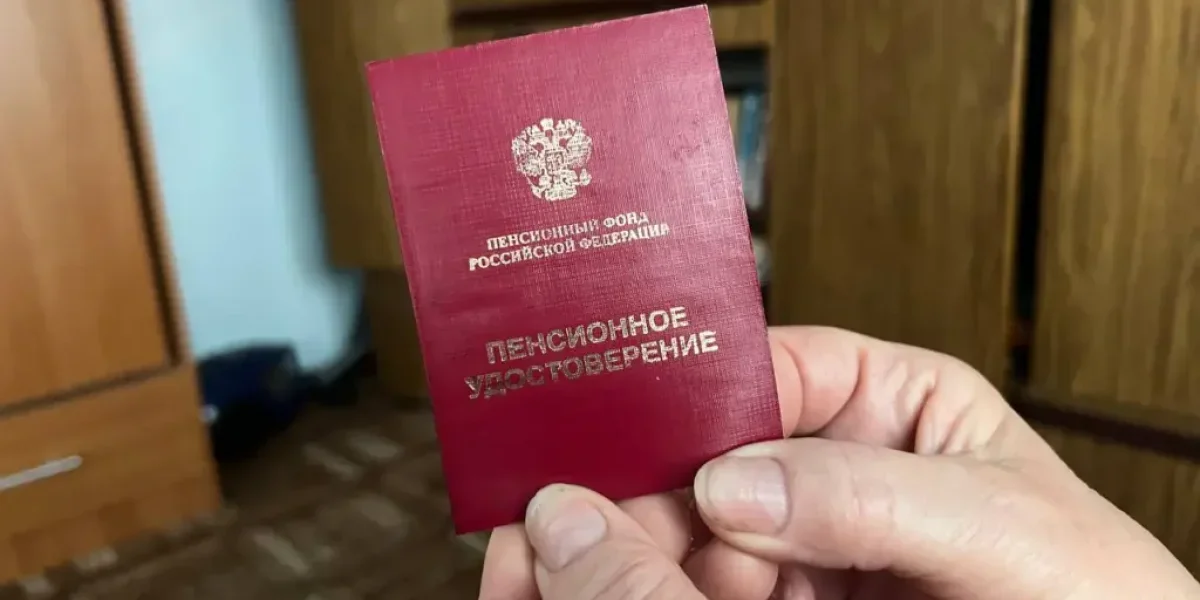 ПЕНСИОННЫЙ ФОНД
РОССИЙСКОЙ ФЕДЕРАЦИИ
ПЕНСИОННОЕ
УДОСТОВЕРЕНИЕ